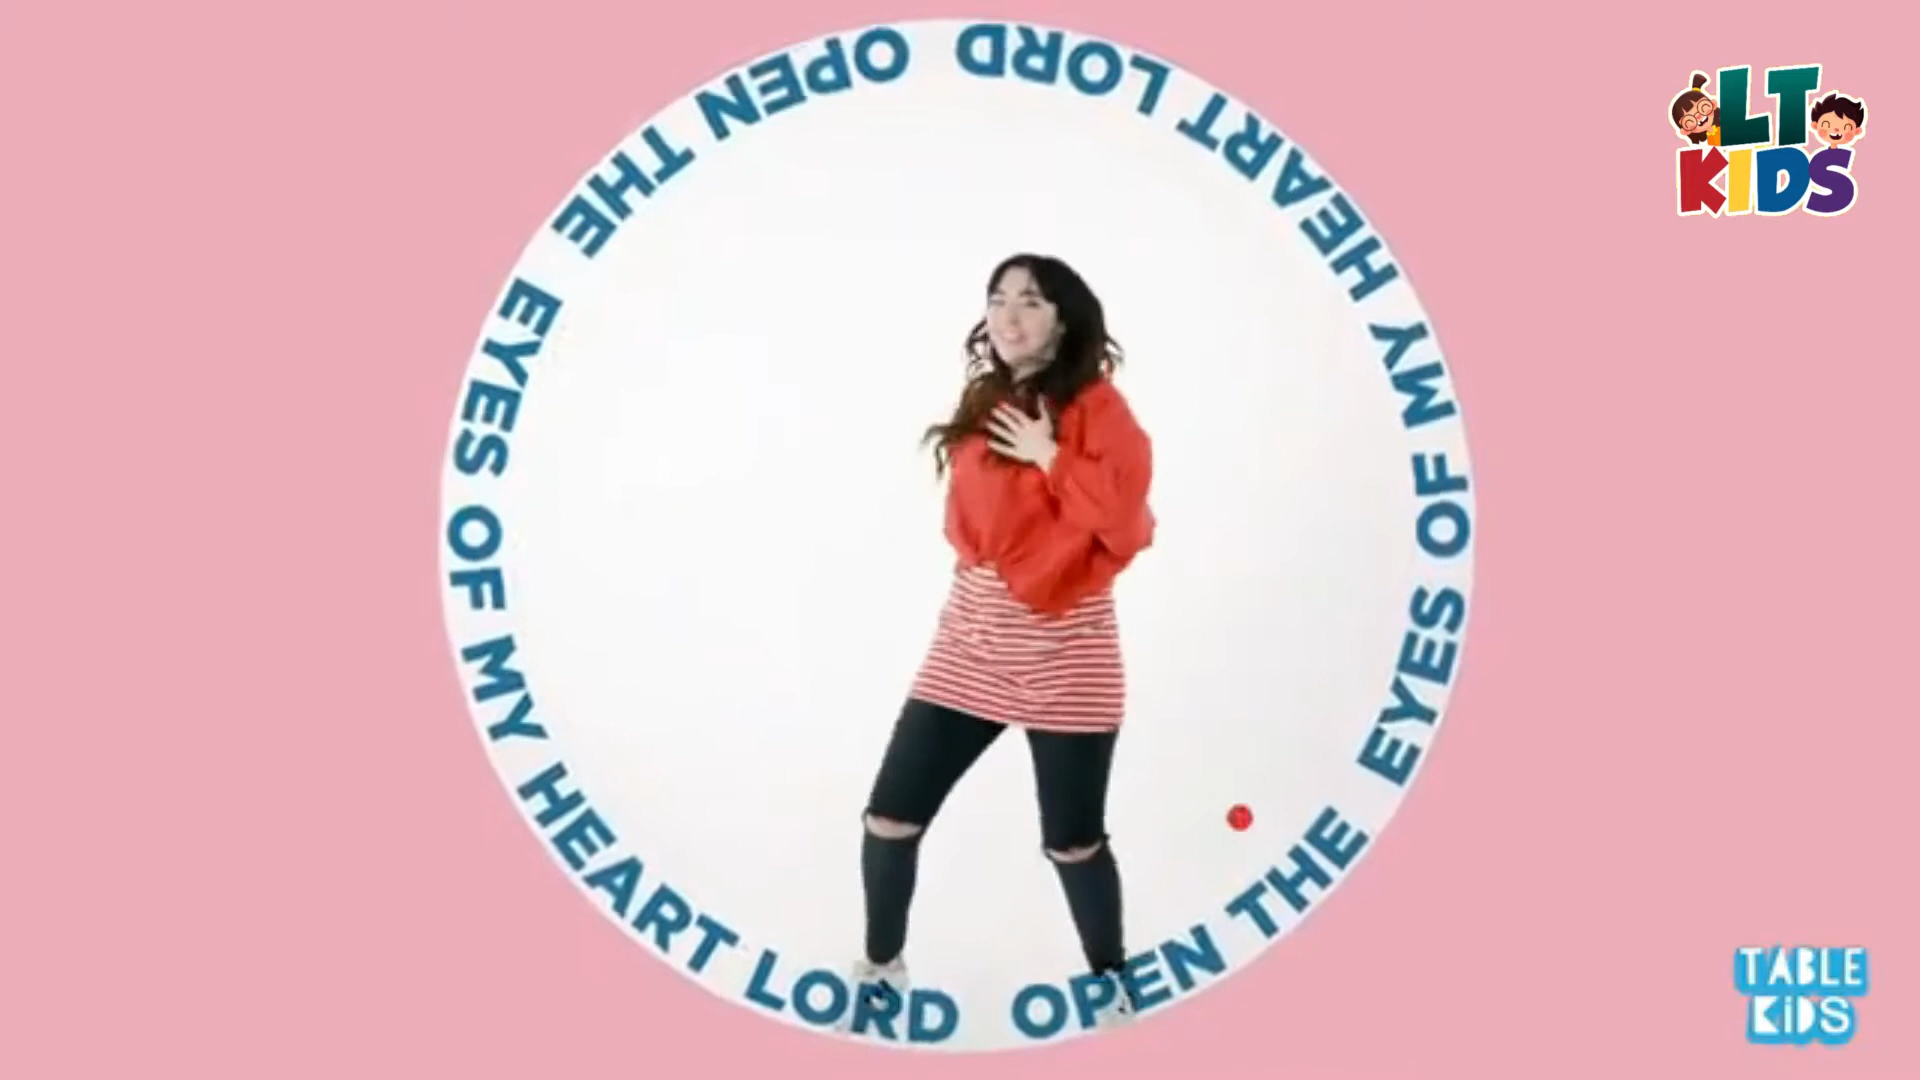 OPEN THE EYES OF MY HEART LORD
OPEN THE EYES OF MY HEART LORD
LT
KIDS
TABLE
KiDS